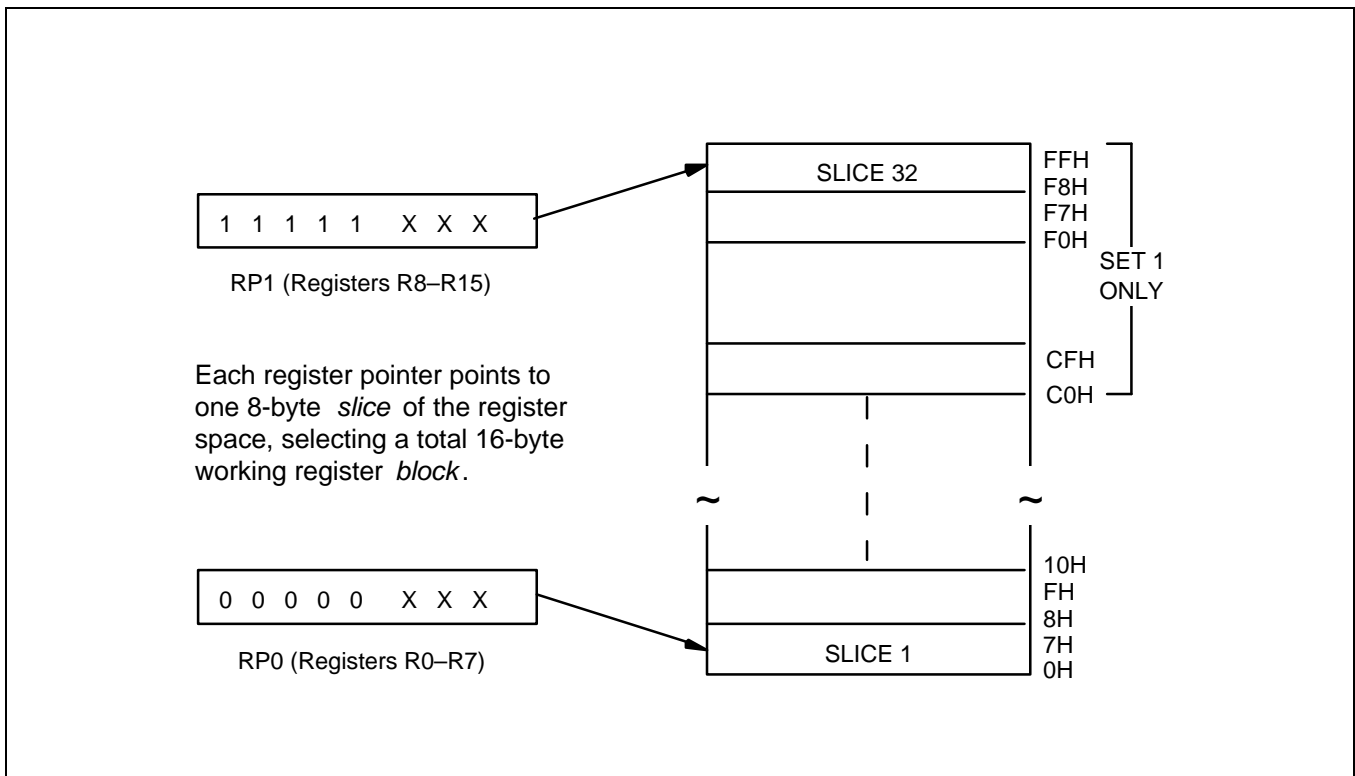 1 1 1 1 1 X X X
RP1 (Registers R8–R15)
Each register pointer points to
one 8-byte slice of the register
space, selecting a total 16-byte
working register block.
0 0 0 0 0 X X X
RP0 (Registers R0–R7)
SLICE 32
FFH
F8H
F7H
F0H
SET 1
ONLY
CFH
C0H
~ ~
10H
FH
8H
7H
0H
SLICE 1